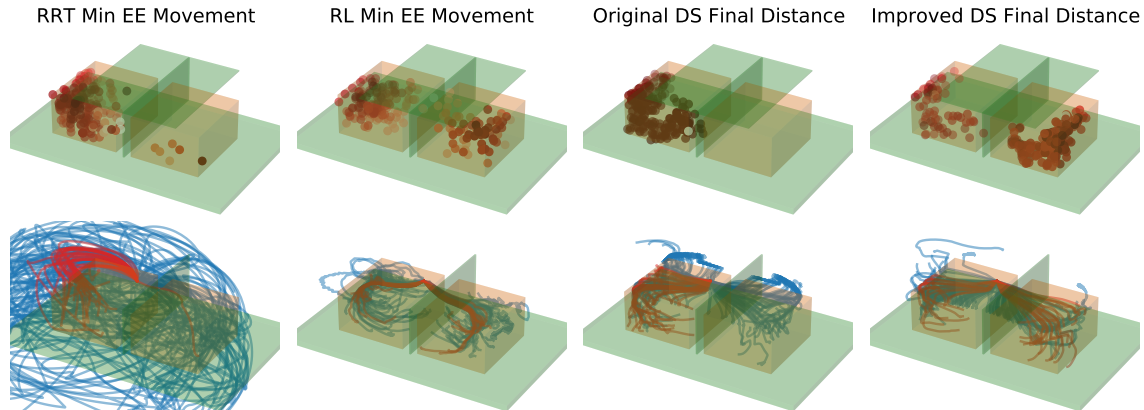 RRT Min EE Movement
RL Min EE Movement
Original DS Final Distance
Improved DS Final Distance